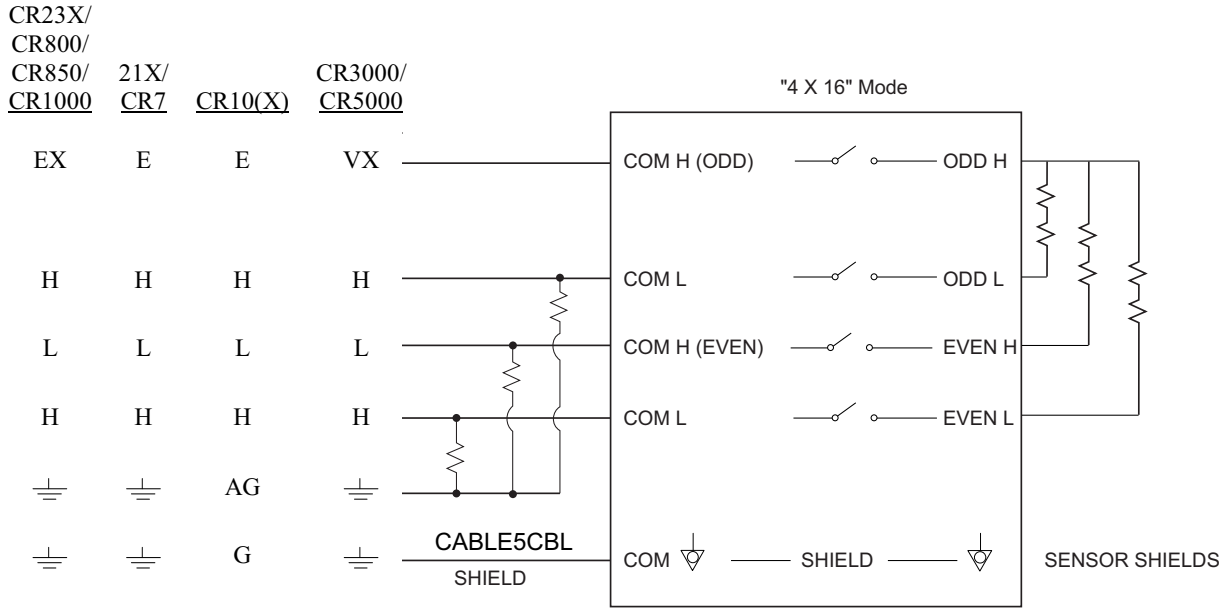 CR23X/
CR800/
CR850/ 21X/ CR3000/
CR1000 CR7 CR10(X) CR5000
"4 X 16" Mode
EX E E VX COM H (ODD) ODD H
H H H H COM L ODD L
L L L L COM H (EVEN) EVEN H
H H H H COM L EVEN L
AG
G CABLE5CBL COM SHIELD SENSOR SHIELDS
SHIELD